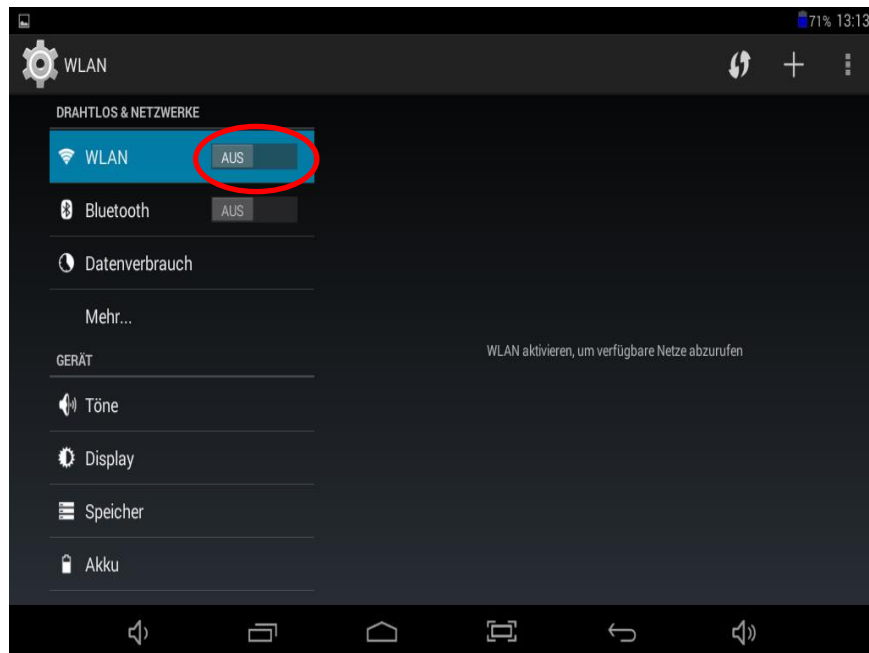 71% 13:13
WLAN
DRAHTLOS & NETZWERKE
WLAN AUS
Bluetooth AUS
Datenverbrauch
Mehr...
WLAN aktivieren, um verfügbare Netze abzurufen
GERÄT
Töne
Display
Speicher
Akku